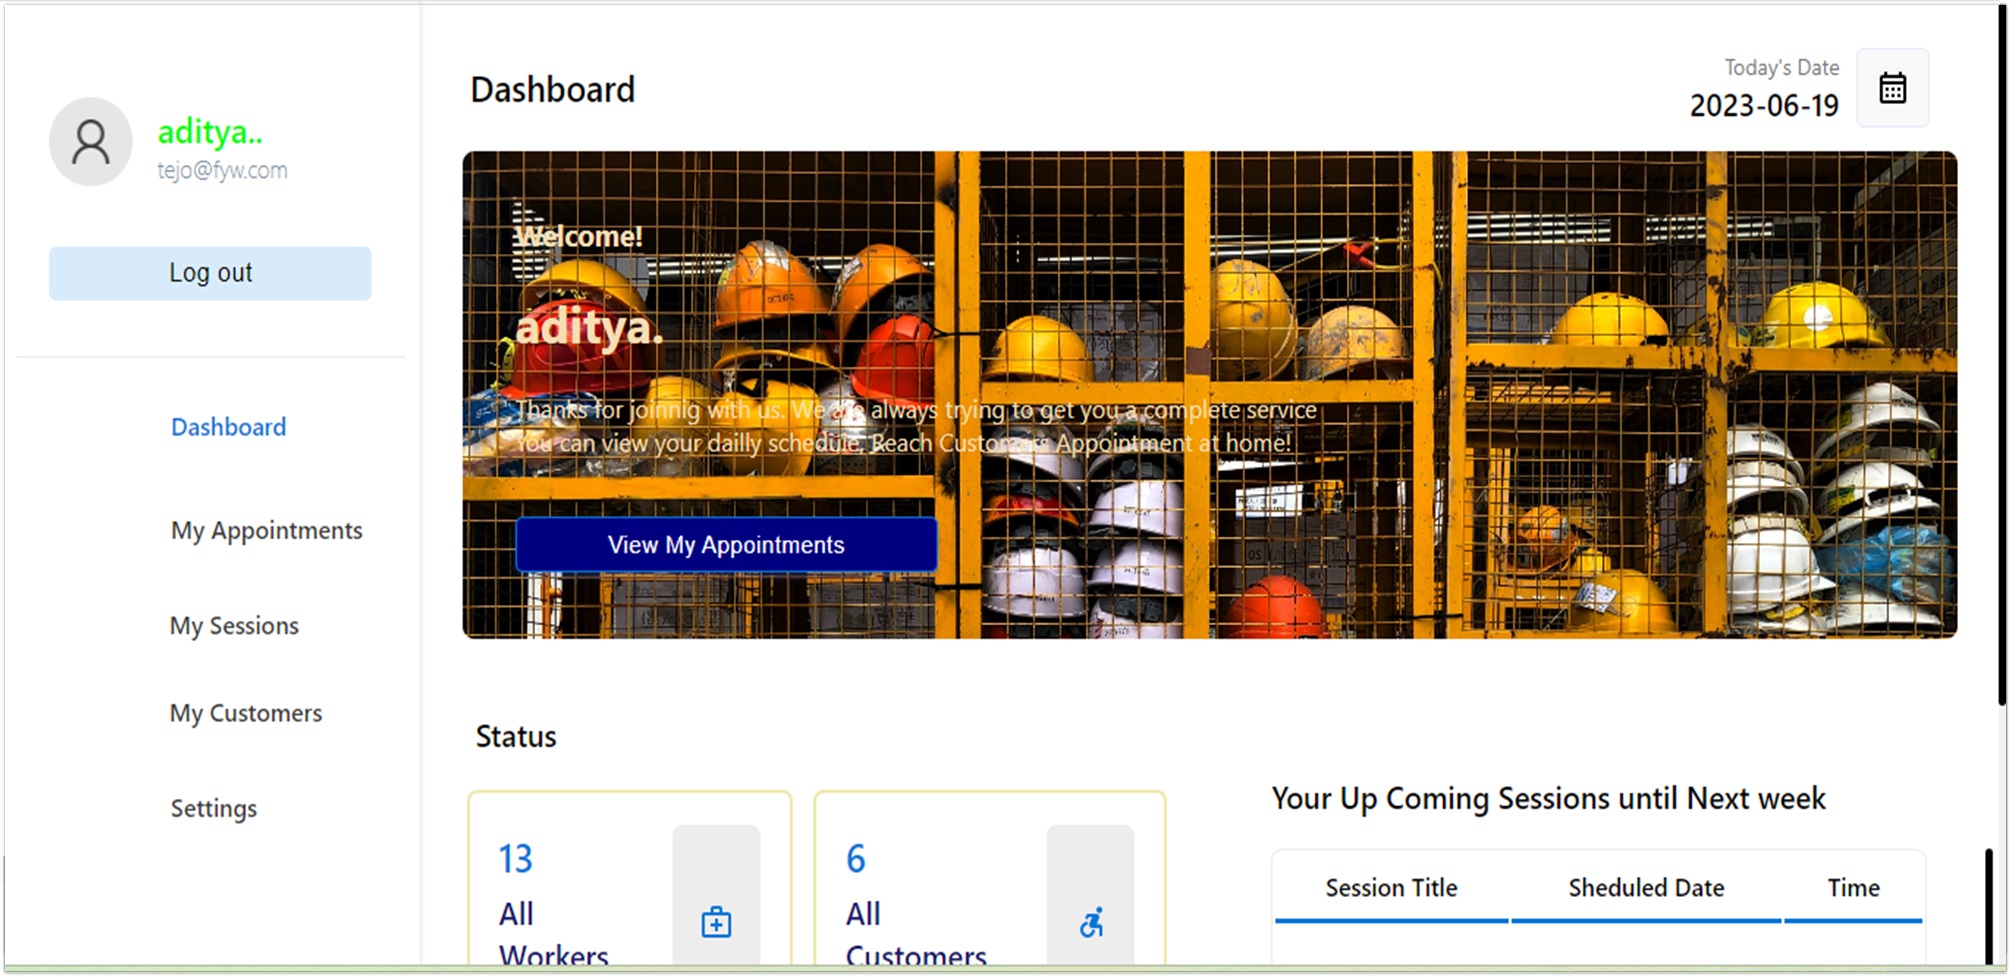 aditya..
tejo@fyw.com
Log out
Dashboard
My Appointments
My Sessions
My Customers
Settings
Dashboard
Today's Date
2023-06-19
Welcome!
aditya.
Thanks for joinnig with us. We are always trying to get you a complete service
You can view your dailly schedule, Reach Customers Appointment at home!
View My Appointments
Status
13
All
Workers
6
All
Customers
Your Up Coming Sessions until Next week
Session Title Sheduled Date Time